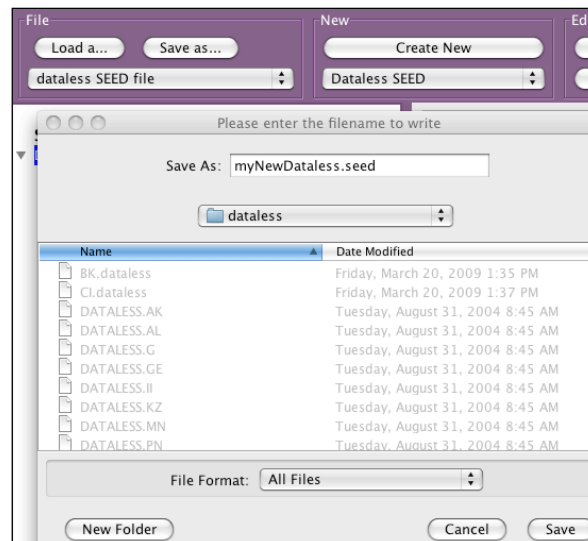 File New Ed
Load a... Save as... Create New
dataless SEED file Dataless SEED
Please enter the filename to write
Save As: myNewDataless.seed
dataless
Name Date Modified
BK.dataless Friday, March 20, 2009 1:35 PM
CI.dataless Friday, March 20, 2009 1:37 PM
DATALESS.AK Tuesday, August 31, 2004 8:45 AM
DATALESS.AL Tuesday, August 31, 2004 8:45 AM
DATALESS.G Tuesday, August 31, 2004 8:45 AM
DATALESS.GE Tuesday, August 31, 2004 8:45 AM
DATALESS.II Tuesday, August 31, 2004 8:45 AM
DATALESS.KZ Tuesday, August 31, 2004 8:45 AM
DATALESS.MN Tuesday, August 31, 2004 8:45 AM
DATALESS.PN Tuesday, August 31, 2004 8:45 AM
File Format: All Files
New Folder Cancel Save